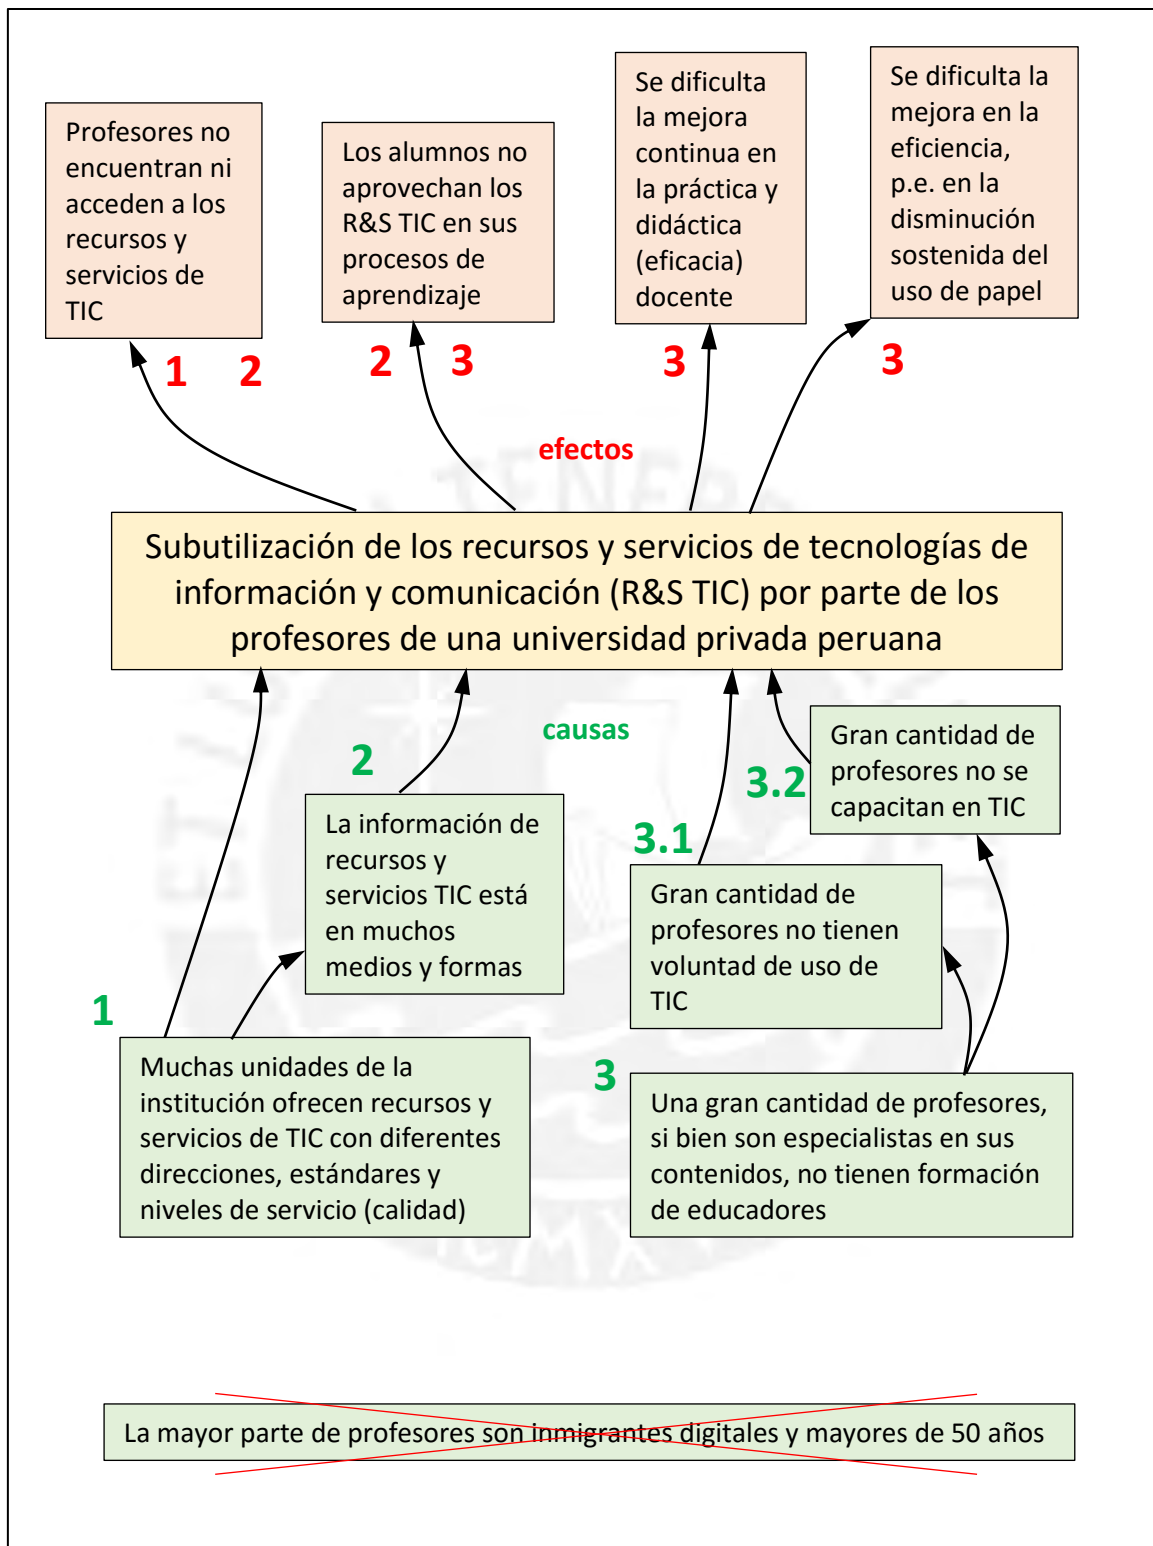 Profesores no
encuentran ni
acceden a los
recursos y
servicios de
TIC
Los alumnos no
aprovechan los
R&S TIC en sus
procesos de
aprendizaje
Se dificulta
la mejora
continua en
la práctica y
didáctica
(eficacia)
docente
Se dificulta la
mejora en la
eficiencia,
p.e. en la
disminución
sostenida del
uso de papel
1 2
2 3
3
3
efectos
Subutilización de los recursos y servicios de tecnologías de
información y comunicación (R&S TIC) por parte de los
profesores de una universidad privada peruana
causas
2
La información de
recursos y
servicios TIC está
en muchos
medios y formas
3.2
Gran cantidad de
profesores no se
capacitan en TIC
3.1
Gran cantidad de
profesores no tienen
voluntad de uso de
TIC
1
Muchas unidades de la
institución ofrecen recursos y
servicios de TIC con diferentes
direcciones, estándares y
niveles de servicio (calidad)
3
Una gran cantidad de profesores,
si bien son especialistas en sus
contenidos, no tienen formación
de educadores
La mayor parte de profesores son inmigrantes digitales y mayores de 50 años